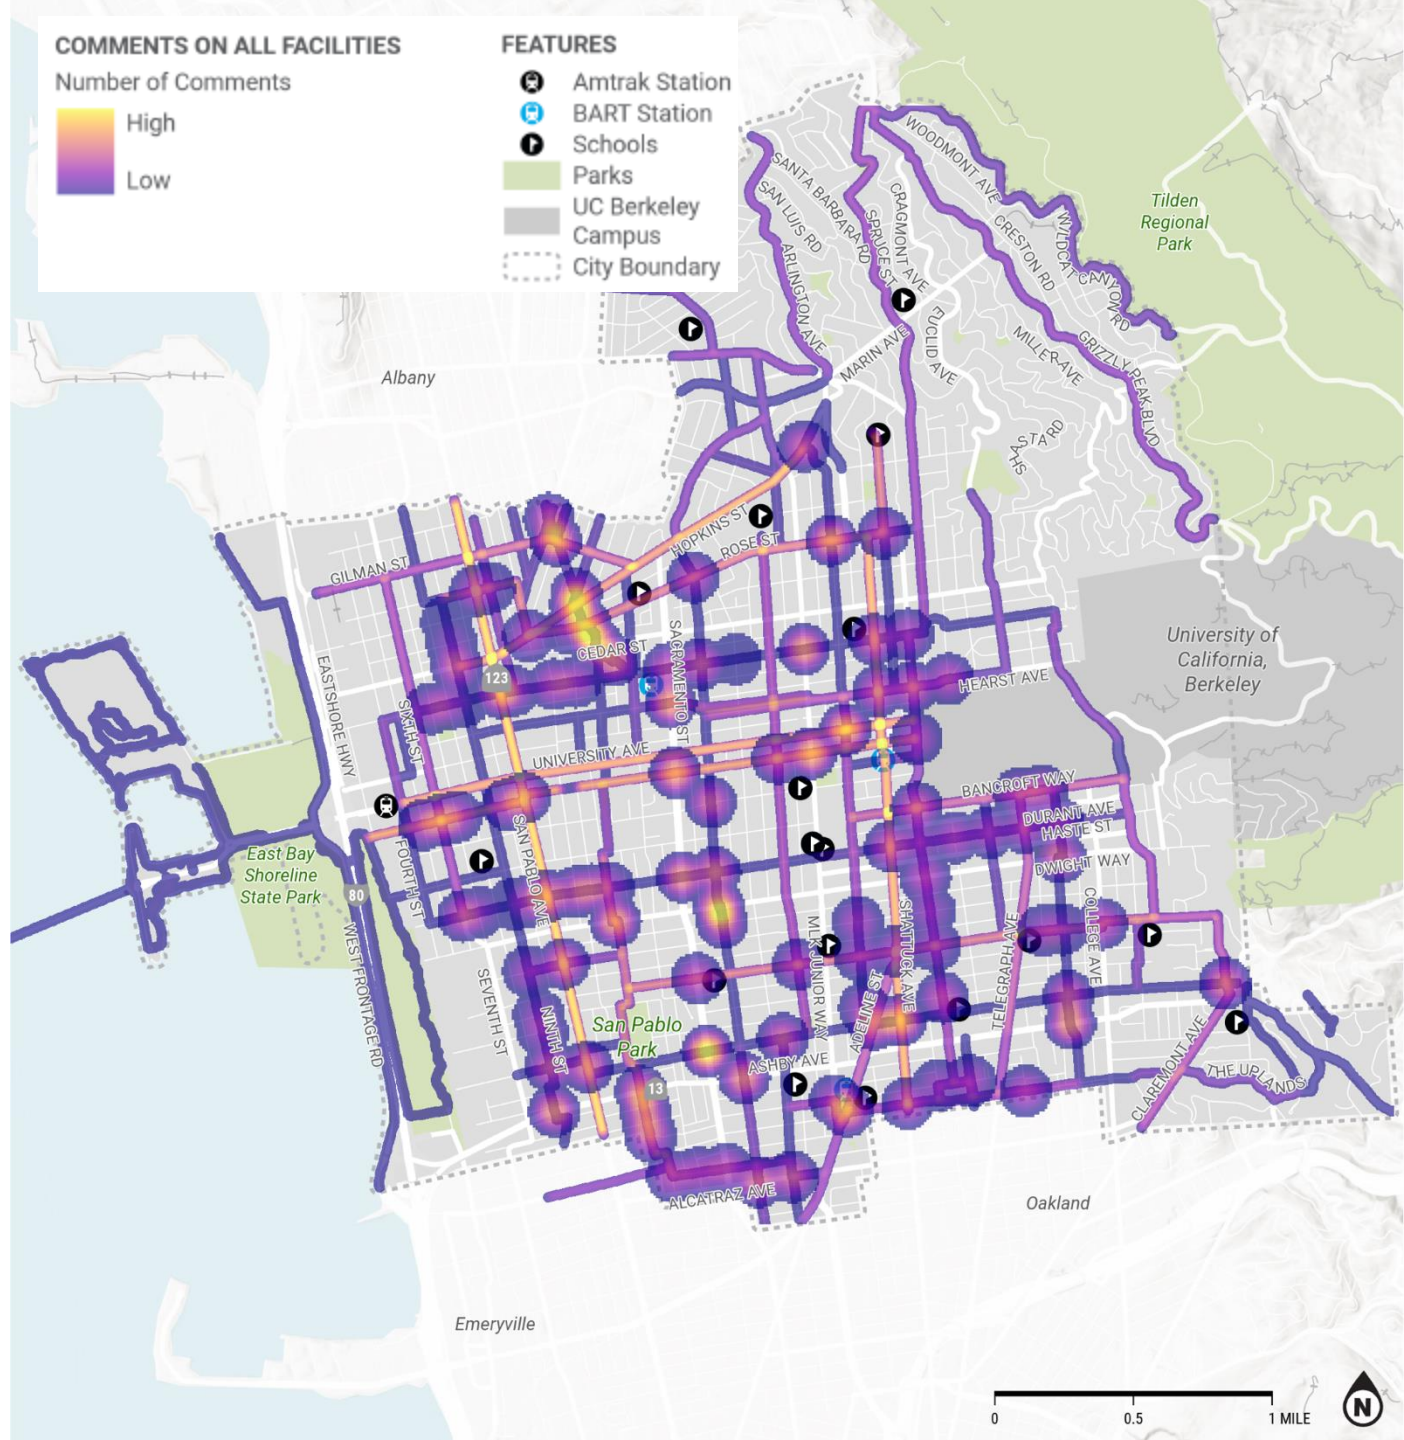 COMMENTS ON ALL FACILITIES
Number of Comments
High
Low
FEATURES
Amtrak Station
BART Station
Schools
Parks
UC Berkeley
Campus
City Boundary
WOODMONT AVE
SANTA BARBARA RD
SAN LUIS RD
CRAGMONT AVE
SPRUCE ST
CRESTON RD
WILDCAT CANYON RD
Tilden
Regional
Park
ARLINGTON AVE
EUCLID AVE
MARIN AVE
MILLER AVE
GRIZZLY PEAK BLVD
Albany
SHASTA RD
HOPKINS ST
ROSE ST
GILMAN ST
CEDAR ST
SACRAMENTO ST
123
EASTSHORE HWY
SIXTH ST
HEARST AVE
University of
California,
Berkeley
UNIVERSITY AVE
BANCROFT WAY
DURANT AVE
HASTE ST
DWIGHT WAY
SAN PABLO AVE
FOURTH ST
East Bay
Shoreline
State Park
80
COLLEGE AVE
SHATTUCK AVE
MLK JUNIOR WAY
TELEGRAPH AVE
WEST FRONTAGE RD
SEVENTH ST
NINTH ST
ADELINE ST
San Pablo
Park
ASHBY AVE
13
CLAREMONT AVE
THE UPLANDS
ALCATRAZ AVE
Oakland
Emeryville
0
0.5
1 MILE
N